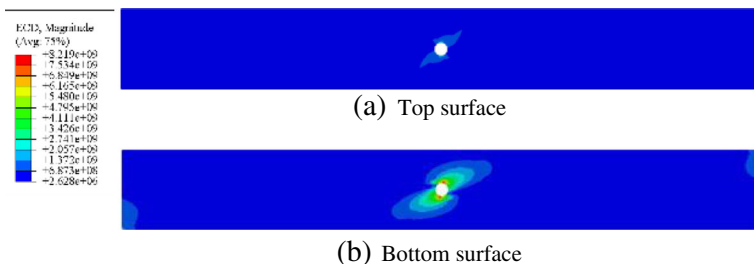 ECD, Magnitude
(Avg: 75%)
+8.219e+09
+7.534e+09
+6.849e+09
+6.165e+09
+5.480e+09
+4.795e+09
+4.111e+09
+3.426e+09
+2.741e+09
+2.057e+09
+1.372e+09
+6.873e+08
+2.628e+06
(a) Top surface
(b) Bottom surface